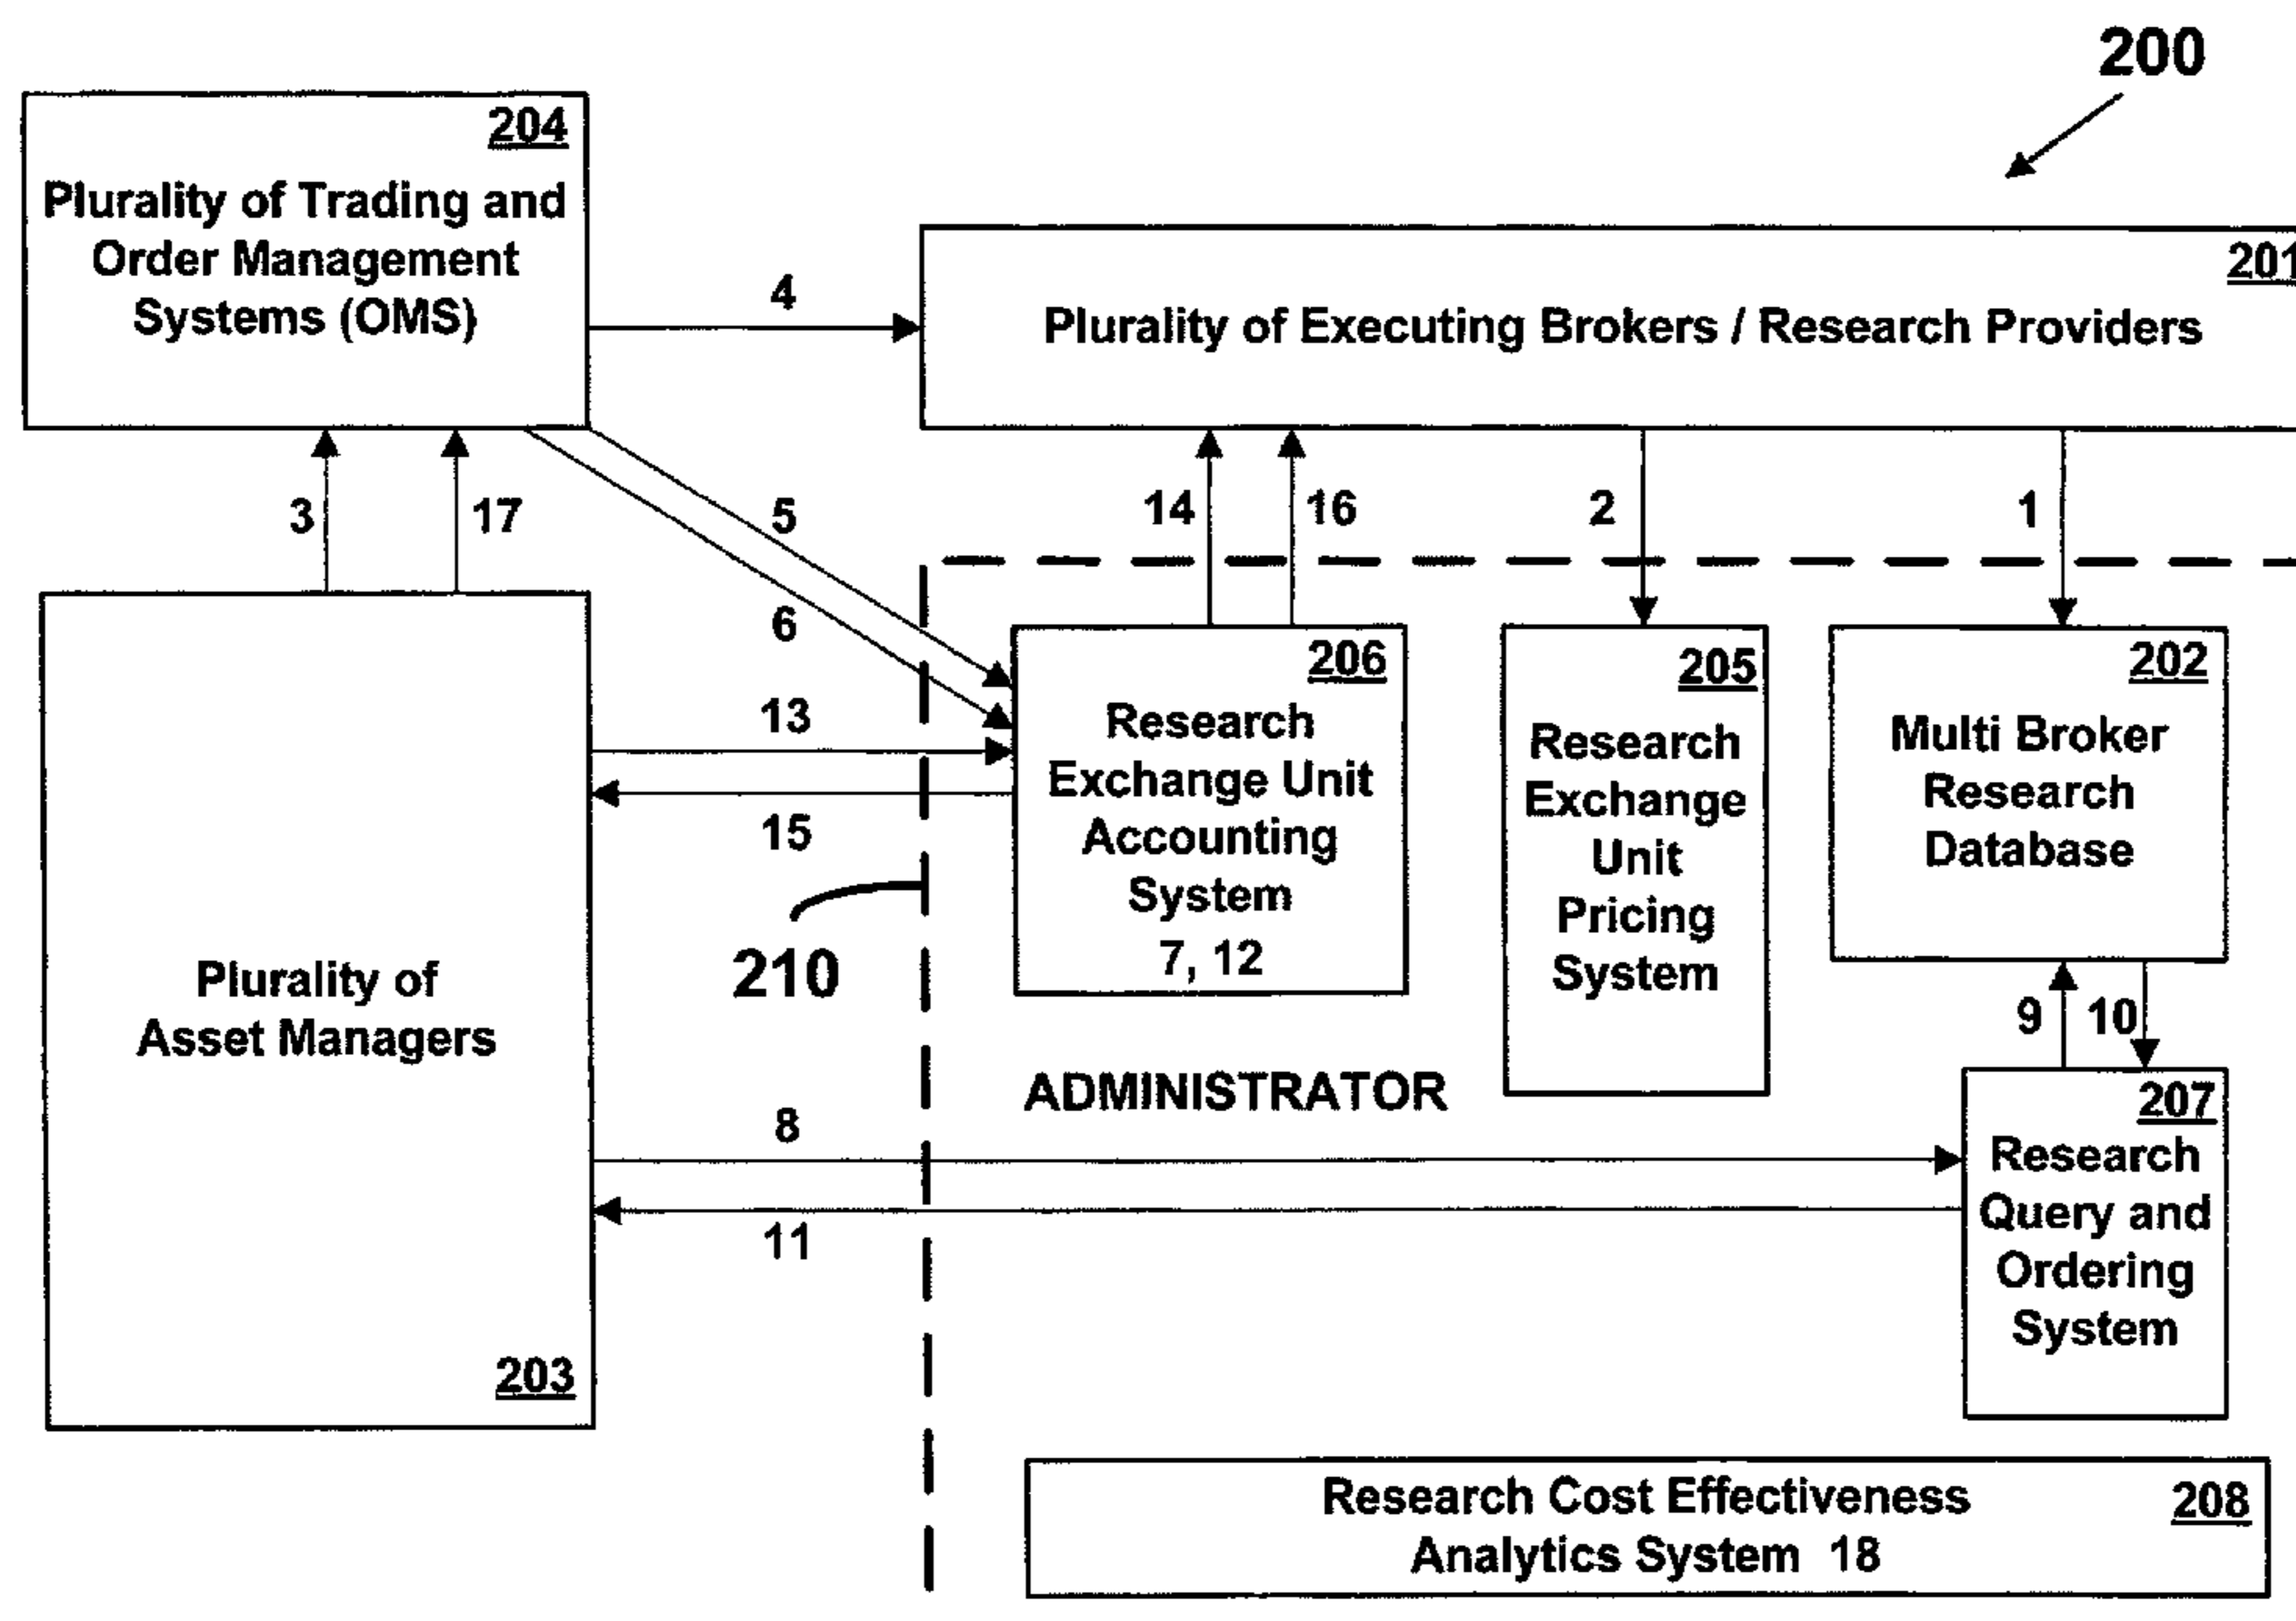 200
204
Plurality of Trading and
Order Management
Systems (OMS)
201
Plurality of Executing Brokers / Research Providers
4
3
17
5
6
14
16
2
1
13
15
210
206
Research
Exchange Unit
Accounting
System
7, 12
205
Research
Exchange
Unit
Pricing
System
202
Multi Broker
Research
Database
9
10
Plurality of
Asset Managers
203
ADMINISTRATOR
8
11
207
Research
Query and
Ordering
System
Research Cost Effectiveness
Analytics System 18
208